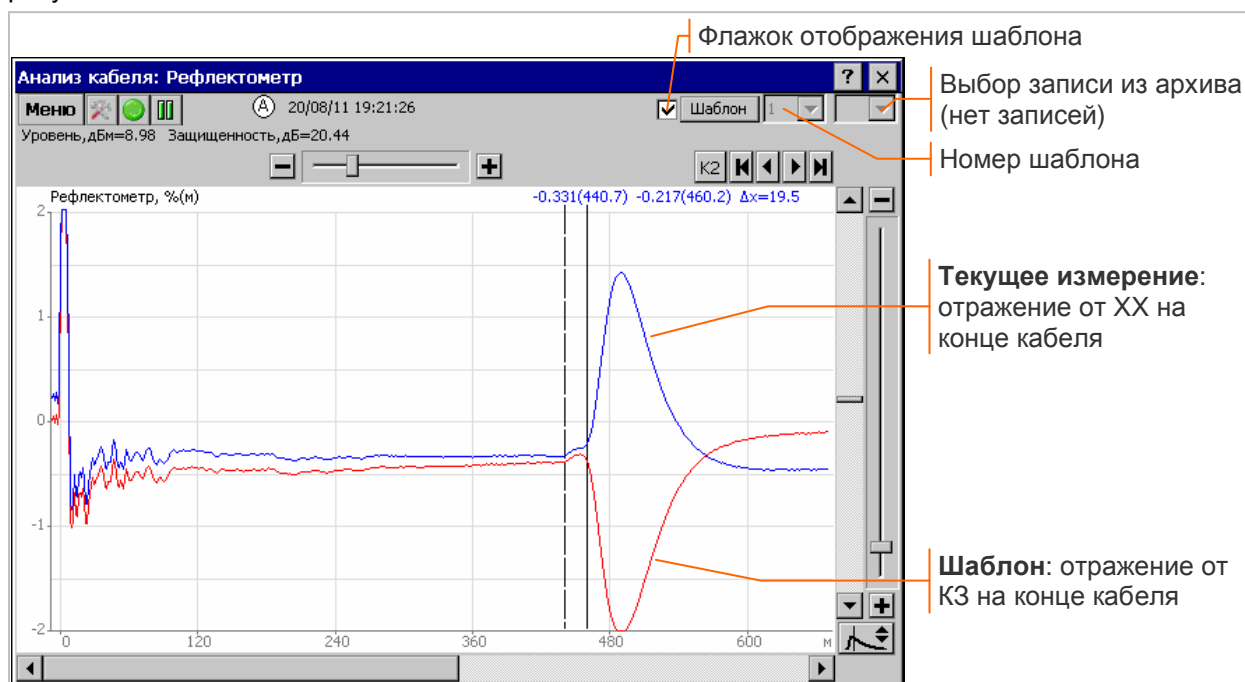 Флажок отображения шаблона
Анализ кабеля: Рефлектометр
?
Выбор записи из архива
(нет записей)
Меню
A
20/08/11 19:21:26
Шаблон
1
Уровень,дБм=8.98 Защищенность,дБ=20.44
Номер шаблона
K2
Рефлектометр, %(м)
-0.331(440.7) -0.217(460.2) Δx=19.5
2
1
0
-1
-2
0
120
240
360
480
600
м
Текущее измерение:
отражение от ХХ на
конце кабеля
Шаблон: отражение от
КЗ на конце кабеля